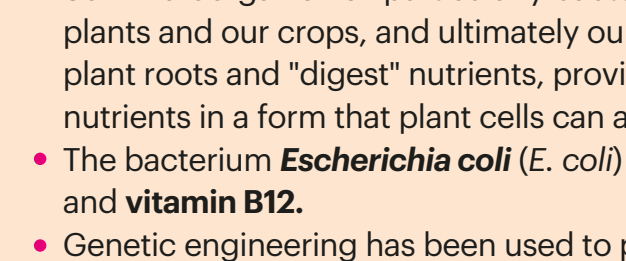 plants and our crops, and ultimately ou
plant roots and "digest" nutrients, provi
nutrients in a form that plant cells can a
• The bacterium Escherichia coli (E. coli)
and vitamin B12.
• Genetic engineering has been used to p